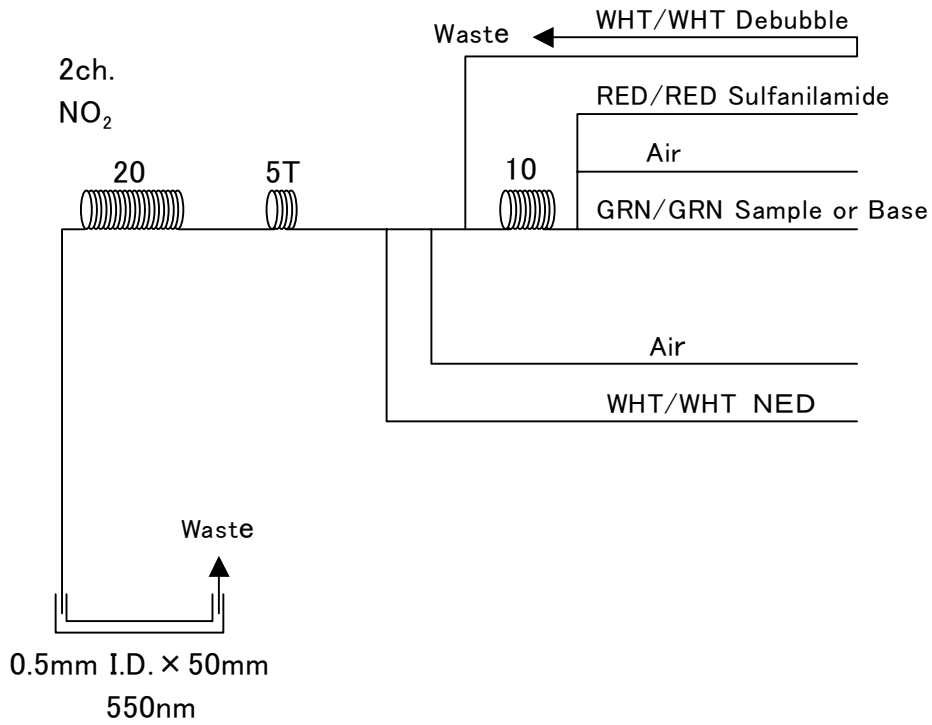 Waste
WHT/WHT Debubble
2ch.
NO₂
RED/RED Sulfanilamide
Air
20
5T
10
GRN/GRN Sample or Base
Air
WHT/WHT NED
Waste
0.5mm I.D. × 50mm
550nm